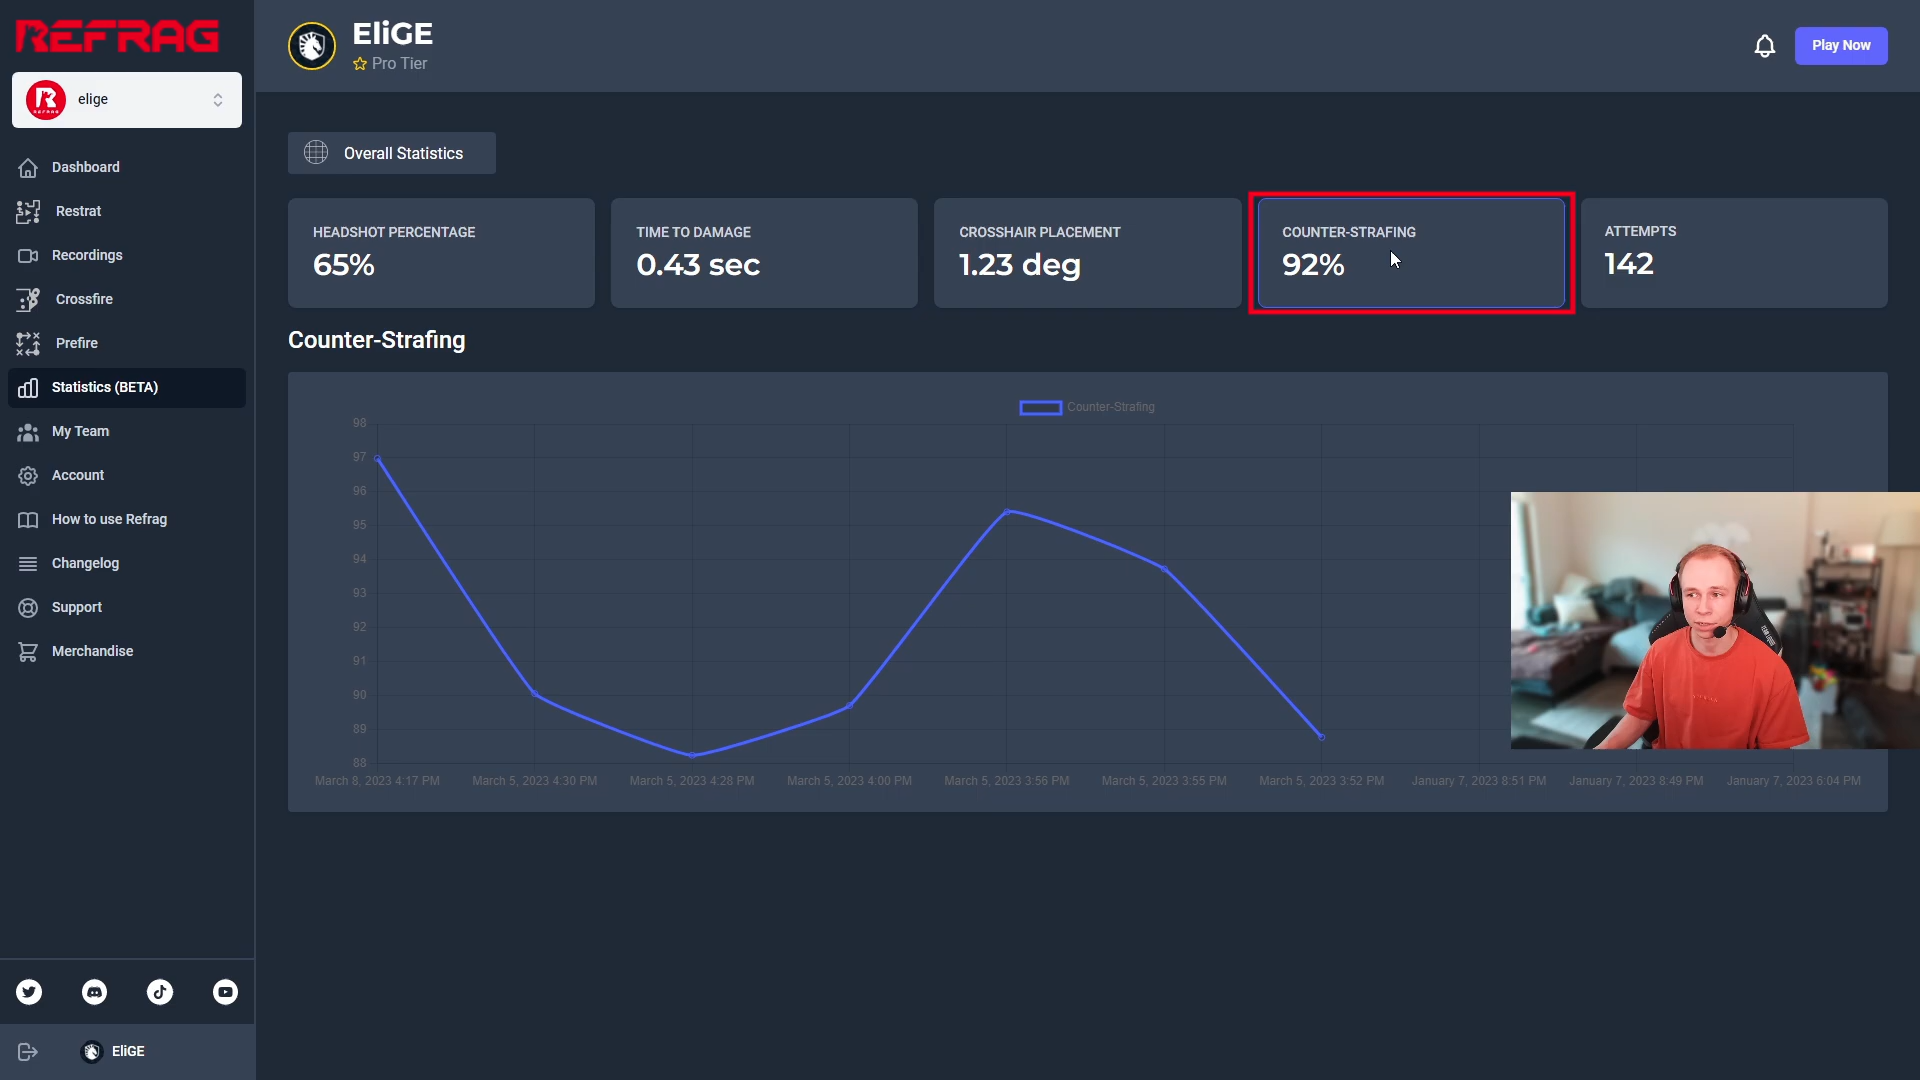 REFRAG
elige
Dashboard
Restrat
Recordings
Crossfire
Prefire
Statistics (BETA)
My Team
Account
How to use Refrag
Changelog
Support
Merchandise
EliGE
EliGE
Pro Tier
Play Now
Overall Statistics
HEADSHOT PERCENTAGE
65%
TIME TO DAMAGE
0.43 sec
CROSSHAIR PLACEMENT
1.23 deg
COUNTER-STRAFING
92%
ATTEMPTS
142
Counter-Strafing
Counter-Strafing
98
97
96
95
94
93
92
91
90
89
88
March 8, 2023 4:17 PM
March 5, 2023 4:30 PM
March 5, 2023 4:28 PM
March 5, 2023 4:00 PM
March 5, 2023 3:56 PM
March 5, 2023 3:55 PM
March 5, 2023 3:52 PM
January 7, 2023 8:51 PM
January 7, 2023 8:49 PM
January 7, 2023 6:04 PM